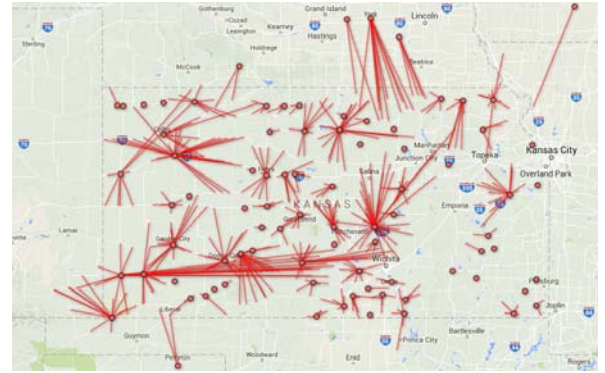 Gothenburg
Grand Island
York
Cozad
Lexington
Kearney
Lincoln
Sterling
Hastings
Holdrege
Beatrice
McCook
Manhattan
Kansas City
Topeka
Junction City
Overland Park
Salina
KANSAS
Emporia
Great Bend
Lamar
Hutchinson
Wichita
Pittsburg
Liberal
Joplin
Guymon
Bartlesville
Ponca City
Perryton
Woodward
Enid
Rogers